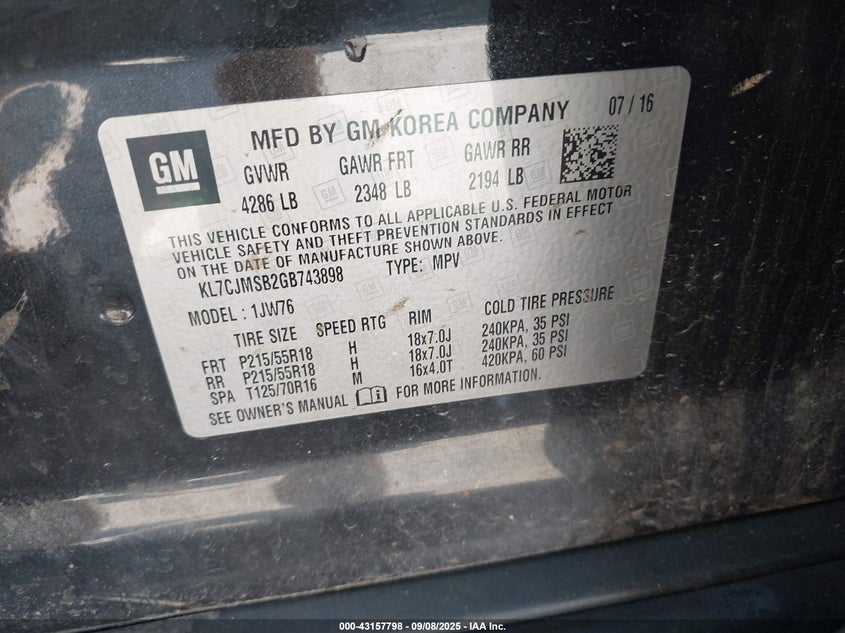 MFD BY GM KOREA COMPANY 07 / 16
GM
GVWR GAWR FRT GAWR RR
4286 LB 2348 LB 2194 LB
THIS VEHICLE CONFORMS TO ALL APPLICABLE U.S. FEDERAL MOTOR
VEHICLE SAFETY AND THEFT PREVENTION STANDARDS IN EFFECT
ON THE DATE OF MANUFACTURE SHOWN ABOVE.
KL7CJMSB2GB743898 TYPE: MPV
MODEL : 1JW76
TIRE SIZE SPEED RTG RIM COLD TIRE PRESSURE
FRT P215/55R18 H 18x7.0J 240KPA, 35 PSI
RR P215/55R18 H 18x7.0J 240KPA, 35 PSI
SPA T125/70R16 M 16x4.0T 420KPA, 60 PSI
SEE OWNER'S MANUAL FOR MORE INFORMATION.
000-43157798 - 09/08/2025 - IAA Inc.